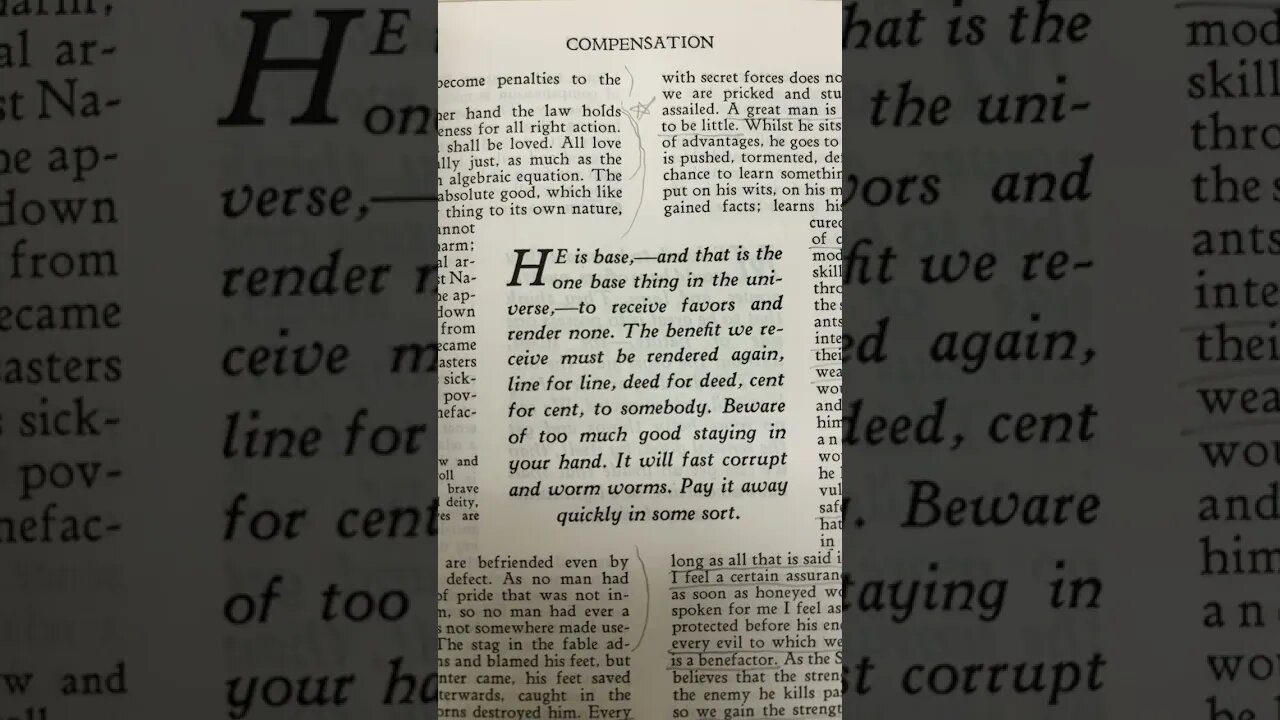 COMPENSATION
become penalties to the
her hand the law holds
eness for all right action.
shall be loved. All love
lly just, as much as the
algebraic equation. The
absolute good, which like
thing to its own nature,
annot
arm;
al ar-
st Na-
he ap-
down
from
ecame
asters
sick-
pov-
nefac-
w and
oll
brave
deity,
es are
are befriended even by
defect. As no man had
of pride that was not in-
n, so no man had ever a
s not somewhere made use-
The stag in the fable ad-
ns and blamed his feet, but
nter came, his feet saved
terwards, caught in the
orns destroyed him. Every
HE is base,—and that is the
one base thing in the uni-
verse,—to receive favors and
render none. The benefit we re-
ceive must be rendered again,
line for line, deed for deed, cent
for cent, to somebody. Beware
of too much good staying in
your hand. It will fast corrupt
and worm worms. Pay it away
quickly in some sort.
with secret forces does no
we are pricked and stu
assailed. A great man is
to be little. Whilst he sits
of advantages, he goes to
is pushed, tormented, de
chance to learn somethin
put on his wits, on his m
gained facts; learns his
cured
of c
mod
skill
thro
the s
ants
inte
thei
wea
wou
and
him
an
wo
he l
vul
safe
hat
in
long as all that is said i
I feel a certain assuran
as soon as honeyed wo
spoken for me I feel as
protected before his en
every evil to which we
is a benefactor. As the S
believes that the stren
the enemy he kills pa
so we gain the strengt